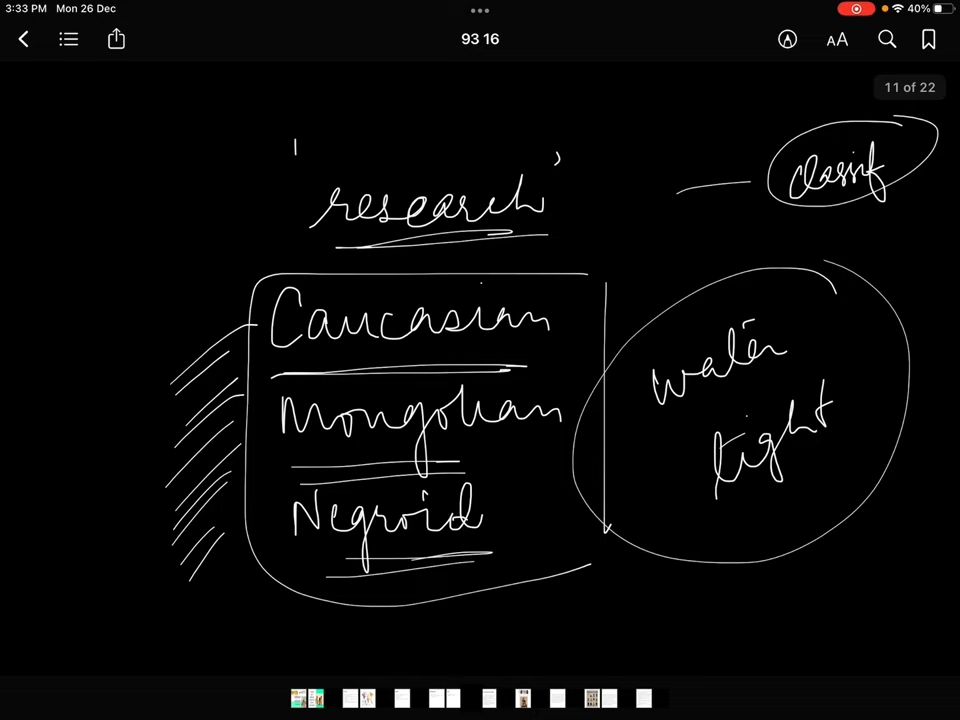 3:33 PM Mon 26 Dec
40%
93 16
AA
11 of 22
'research' classif
Caucasian
Mongolian
Negroid
water
tight